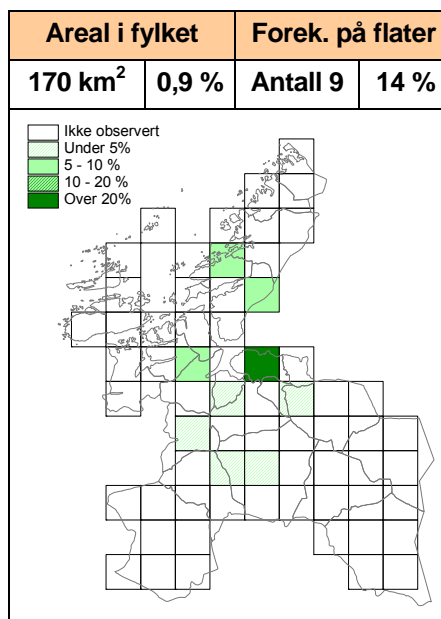 Areal i fylket Forek. på flater
170 km² 0,9 % Antall 9 14 %
Ikke observert
Under 5%
5 - 10 %
10 - 20 %
Over 20%